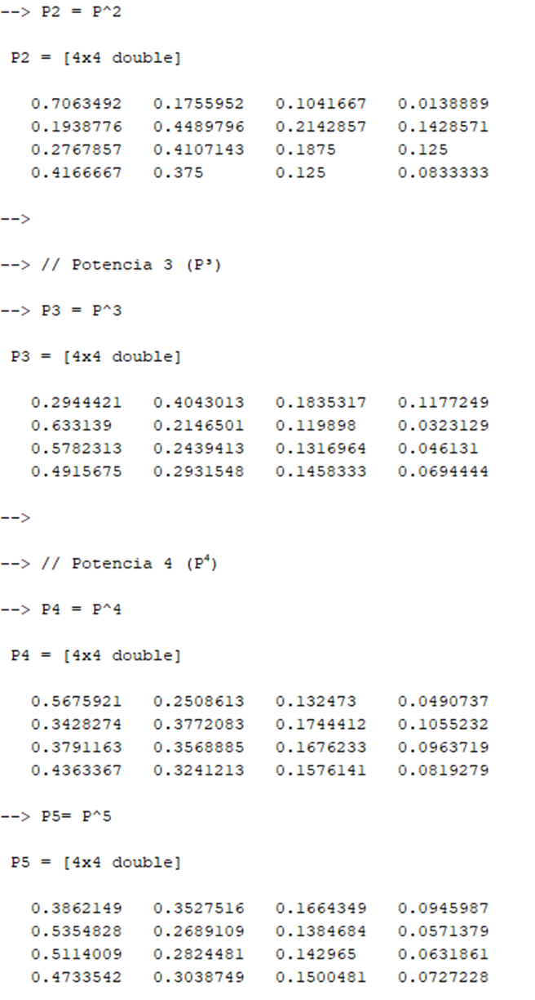 --> P2 = P^2
P2 = [4x4 double]
0.7063492 0.1755952 0.1041667 0.0138889
0.1938776 0.4489796 0.2142857 0.1428571
0.2767857 0.4107143 0.1875 0.125
0.4166667 0.375 0.125 0.0833333
-->
--> // Potencia 3 (P³)
--> P3 = P^3
P3 = [4x4 double]
0.2944421 0.4043013 0.1835317 0.1177249
0.633139 0.2146501 0.119898 0.0323129
0.5782313 0.2439413 0.1316964 0.046131
0.4915675 0.2931548 0.1458333 0.0694444
-->
--> // Potencia 4 (P⁴)
--> P4 = P^4
P4 = [4x4 double]
0.5675921 0.2508613 0.132473 0.0490737
0.3428274 0.3772083 0.1744412 0.1055232
0.3791163 0.3568885 0.1676233 0.0963719
0.4363367 0.3241213 0.1576141 0.0819279
--> P5= P^5
P5 = [4x4 double]
0.3862149 0.3527516 0.1664349 0.0945987
0.5354828 0.2689109 0.1384684 0.0571379
0.5114009 0.2824481 0.142965 0.0631861
0.4733542 0.3038749 0.1500481 0.0727228